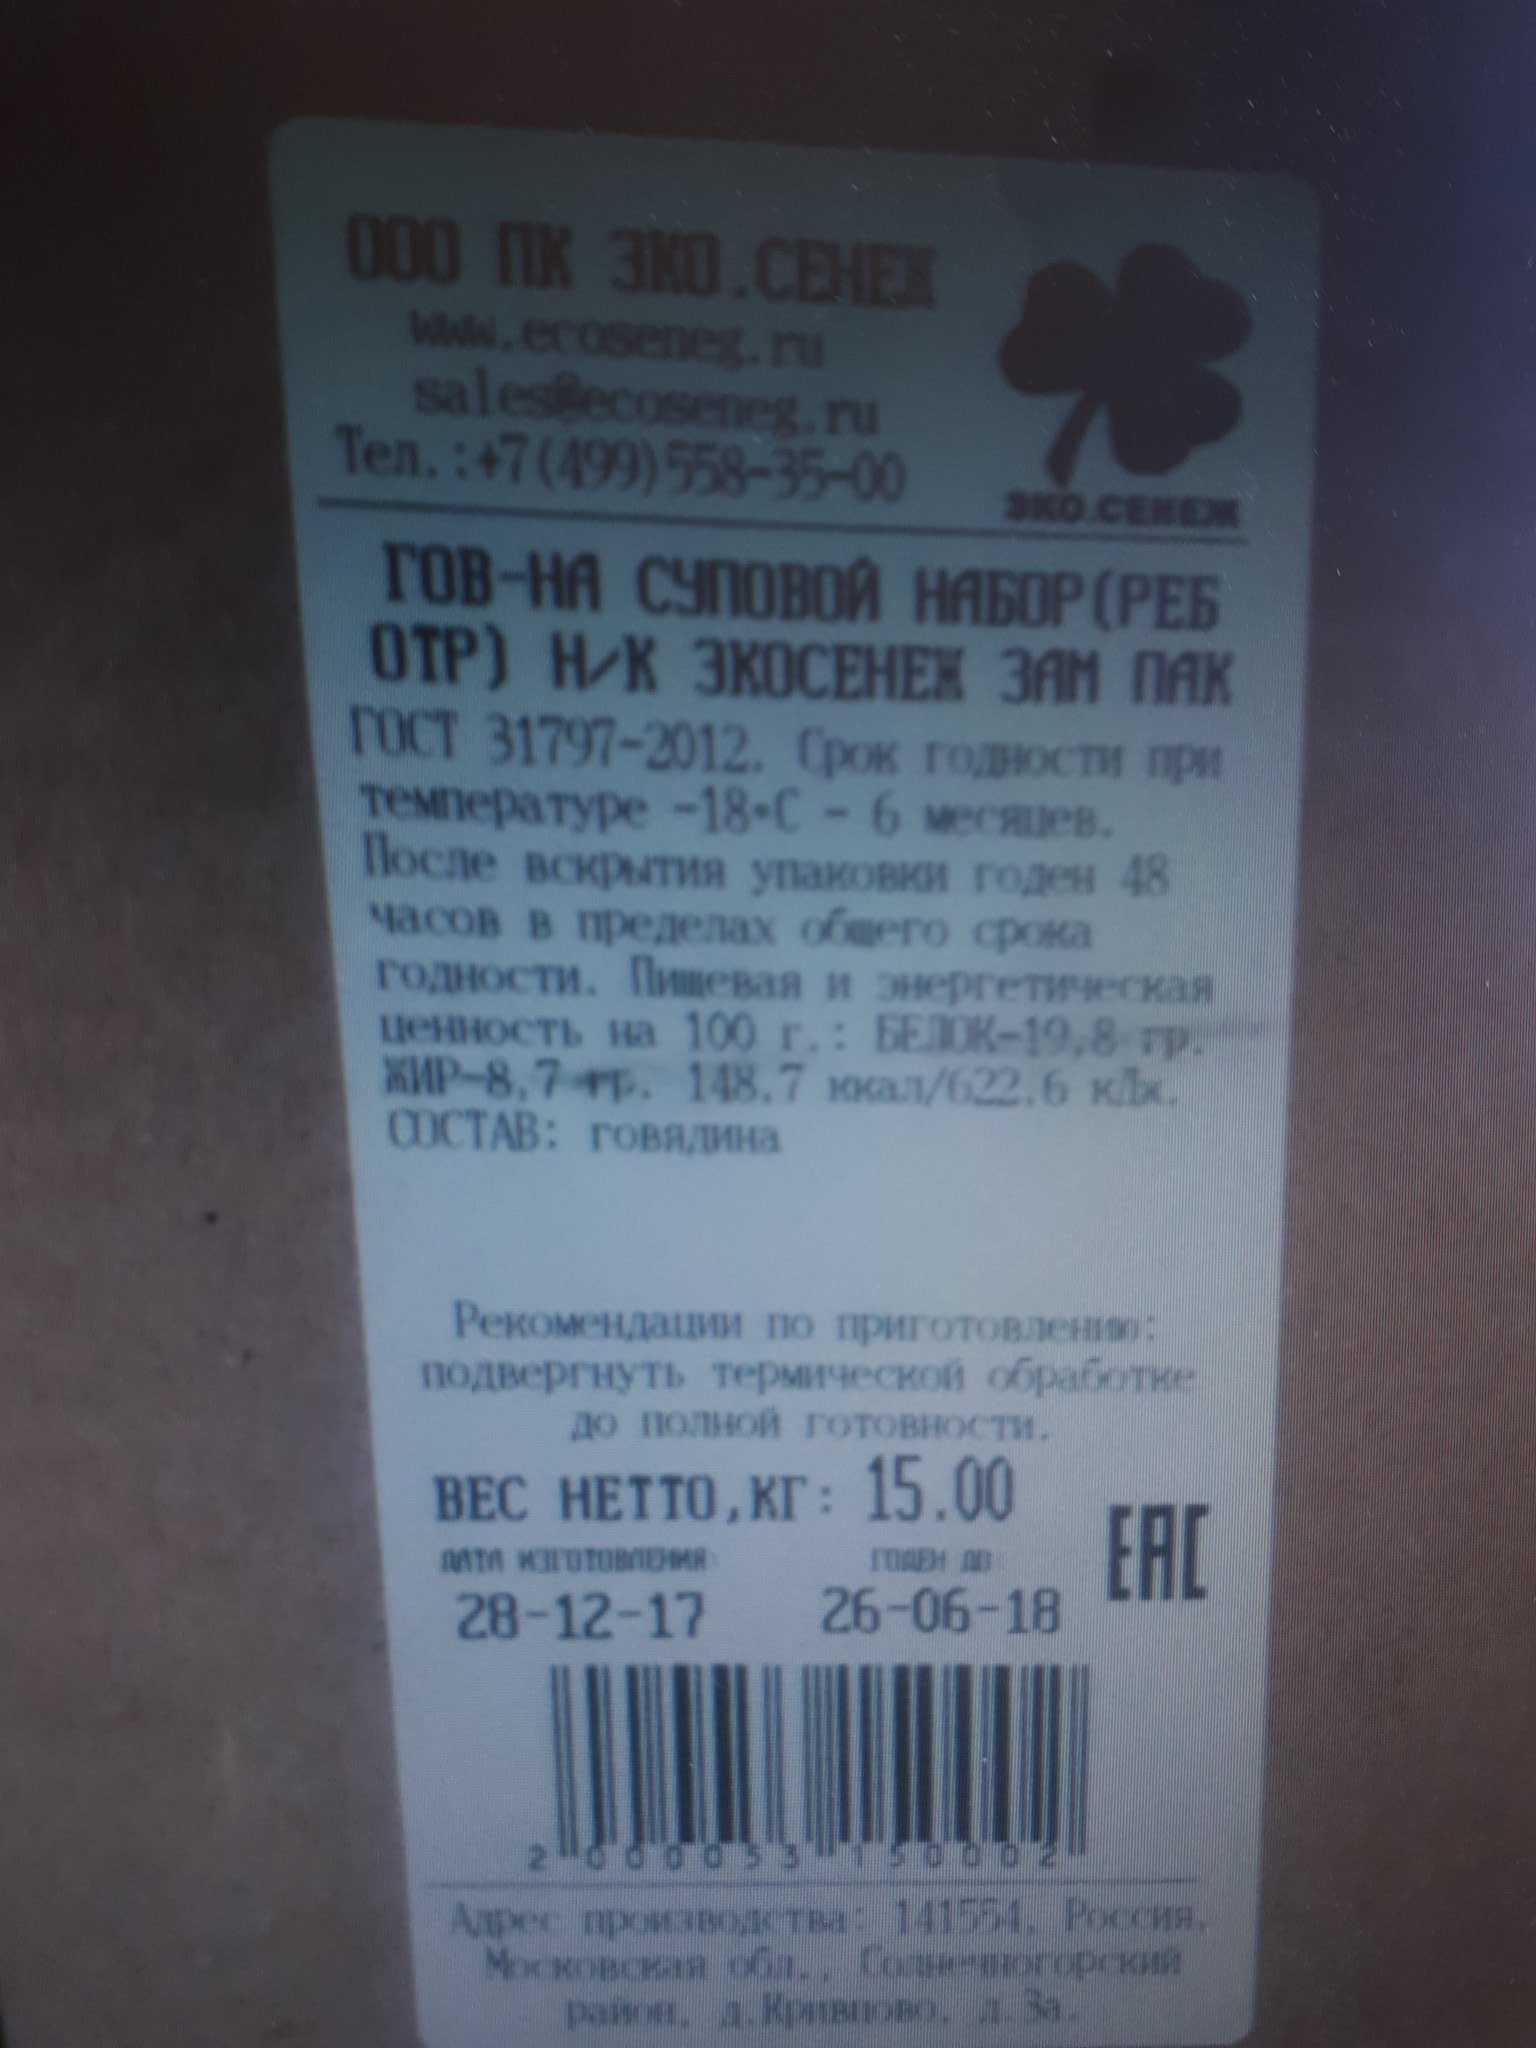 ООО ПК ЭКО.СЕНЕЖ
www.ecoseneg.ru
sales@ecoseneg.ru
Тел.:+7(499)558-35-00
ЭКО.СЕНЕЖ
ГОВ-НА СУПОВОЙ НАБОР(РЕБ
ОТР) Н/К ЭКОСЕНЕЖ ЗАМ ПАК
ГОСТ 31797-2012. Срок годности при
температуре -18•С - 6 месяцев.
После вскрытия упаковки годен 48
часов в пределах общего срока
годности. Пищевая и энергетическая
ценность на 100 г.: БЕЛОК-19,8 гр.
ЖИР-8,7 гр. 148,7 ккал/622,6 кДж.
СОСТАВ: говядина
Рекомендации по приготовлению:
подвергнуть термической обработке
до полной готовности.
ВЕС НЕТТО,КГ: 15.00
ДАТА ИЗГОТОВЛЕНИЯ ГОДЕН ДО
28-12-17 26-06-18
ЕАС
2 000053 150002
Адрес производства: 141554, Россия,
Московская обл., Солнечногорский
район, д.Кривцово, д.3а.